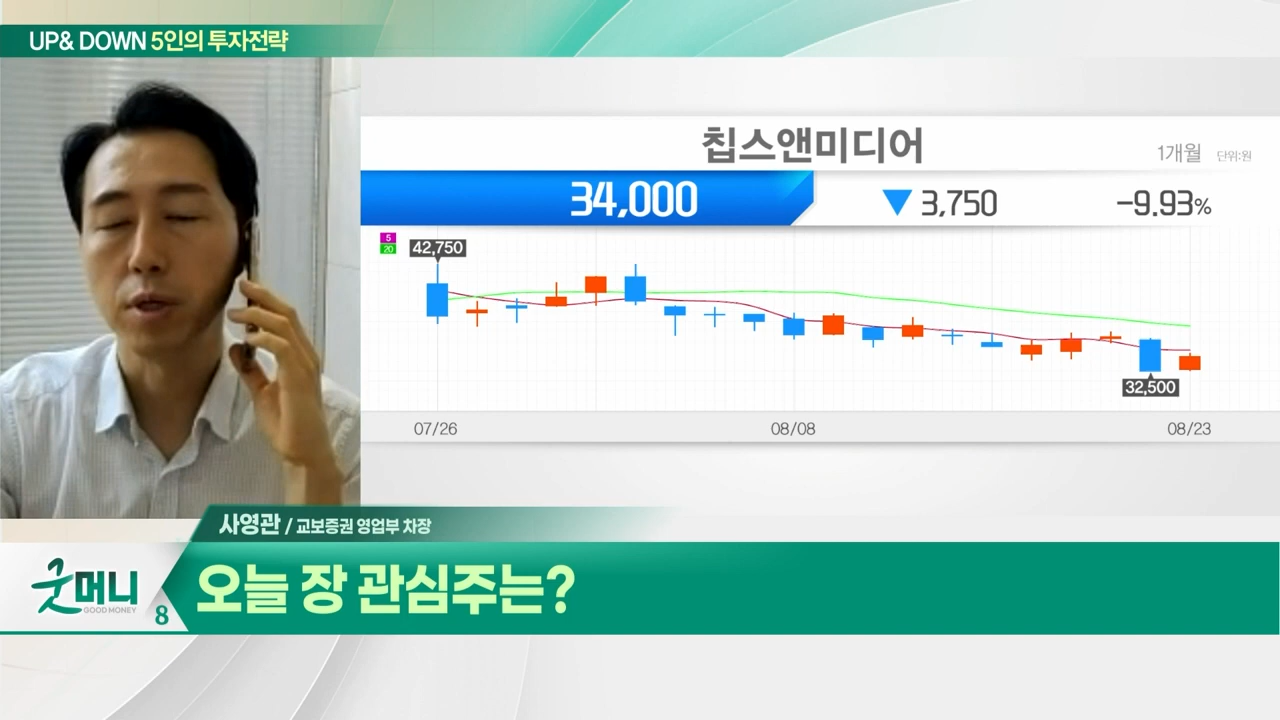 UP& DOWN 5인의 투자전략
칩스앤미디어
1개월 단위:원
34,000 ▼ 3,750 -9.93%
5
20
42,750
32,500
07/26 08/08 08/23
사영관 / 교보증권 영업부 차장
굿머니
GOOD MONEY
8
오늘 장 관심주는?